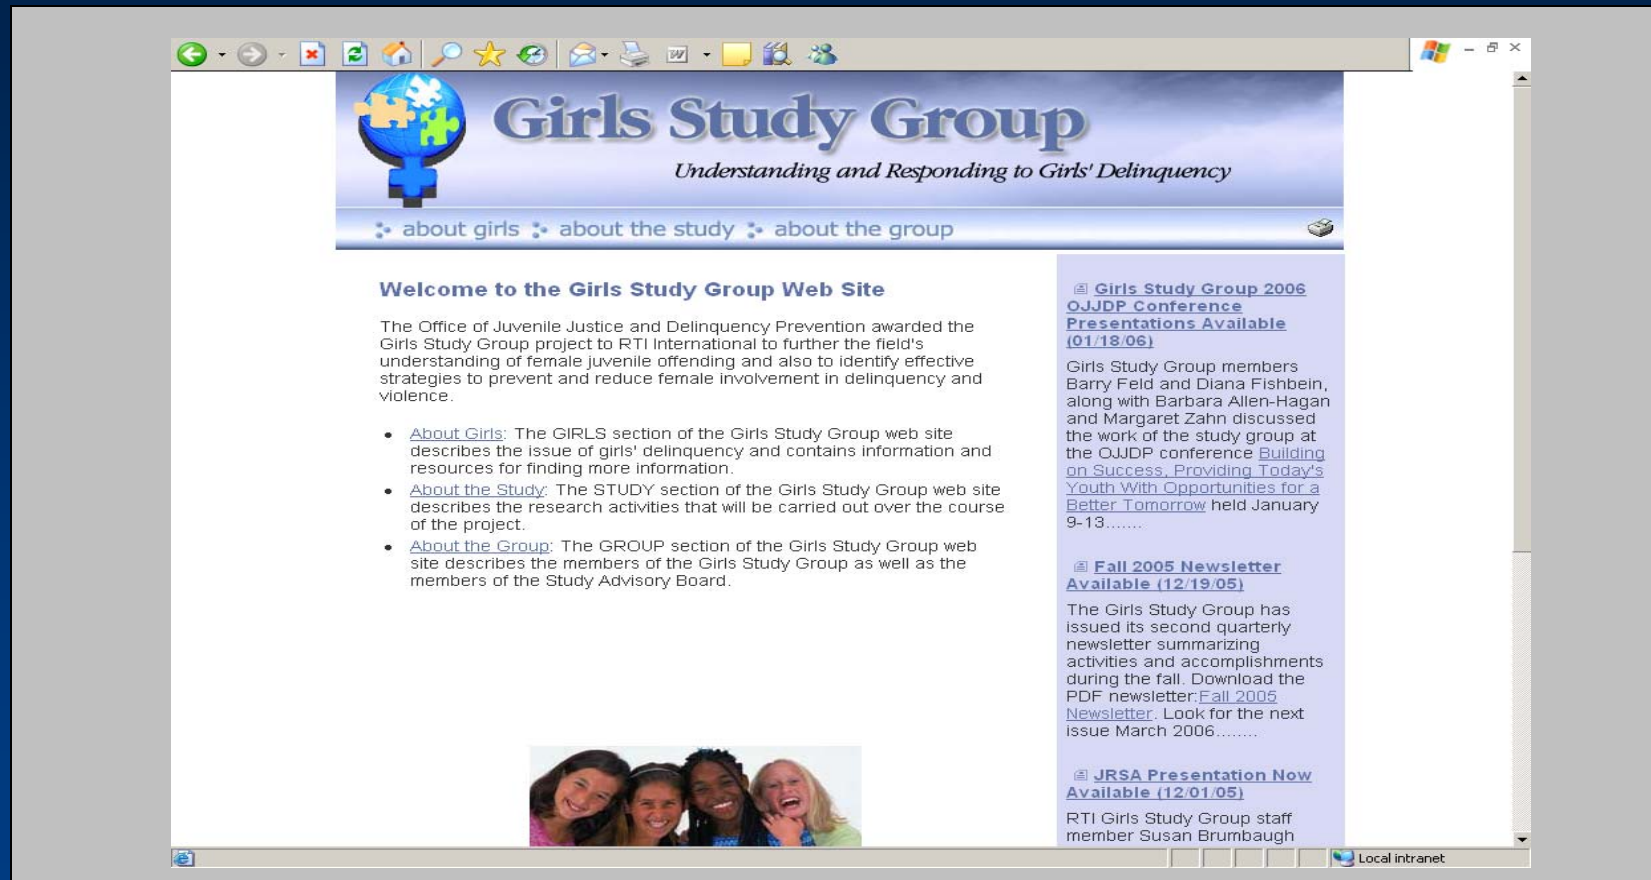 Girls Study Group
Understanding and Responding to Girls' Delinquency
about girls about the study about the group
Welcome to the Girls Study Group Web Site
The Office of Juvenile Justice and Delinquency Prevention awarded the
Girls Study Group project to RTI International to further the field's
understanding of female juvenile offending and also to identify effective
strategies to prevent and reduce female involvement in delinquency and
violence.
• About Girls: The GIRLS section of the Girls Study Group web site
describes the issue of girls' delinquency and contains information and
resources for finding more information.
• About the Study: The STUDY section of the Girls Study Group web site
describes the research activities that will be carried out over the course
of the project.
• About the Group: The GROUP section of the Girls Study Group web
site describes the members of the Girls Study Group as well as the
members of the Study Advisory Board.
Girls Study Group 2006
OJJDP Conference
Presentations Available
(01/18/06)
Girls Study Group members
Barry Feld and Diana Fishbein,
along with Barbara Allen-Hagan
and Margaret Zahn discussed
the work of the study group at
the OJJDP conference Building
on Success, Providing Today's
Youth With Opportunities for a
Better Tomorrow held January
9-13.......
Fall 2005 Newsletter
Available (12/19/05)
The Girls Study Group has
issued its second quarterly
newsletter summarizing
activities and accomplishments
during the fall. Download the
PDF newsletter:Fall 2005
Newsletter. Look for the next
issue March 2006........
JRSA Presentation Now
Available (12/01/05)
RTI Girls Study Group staff
member Susan Brumbaugh
Local intranet